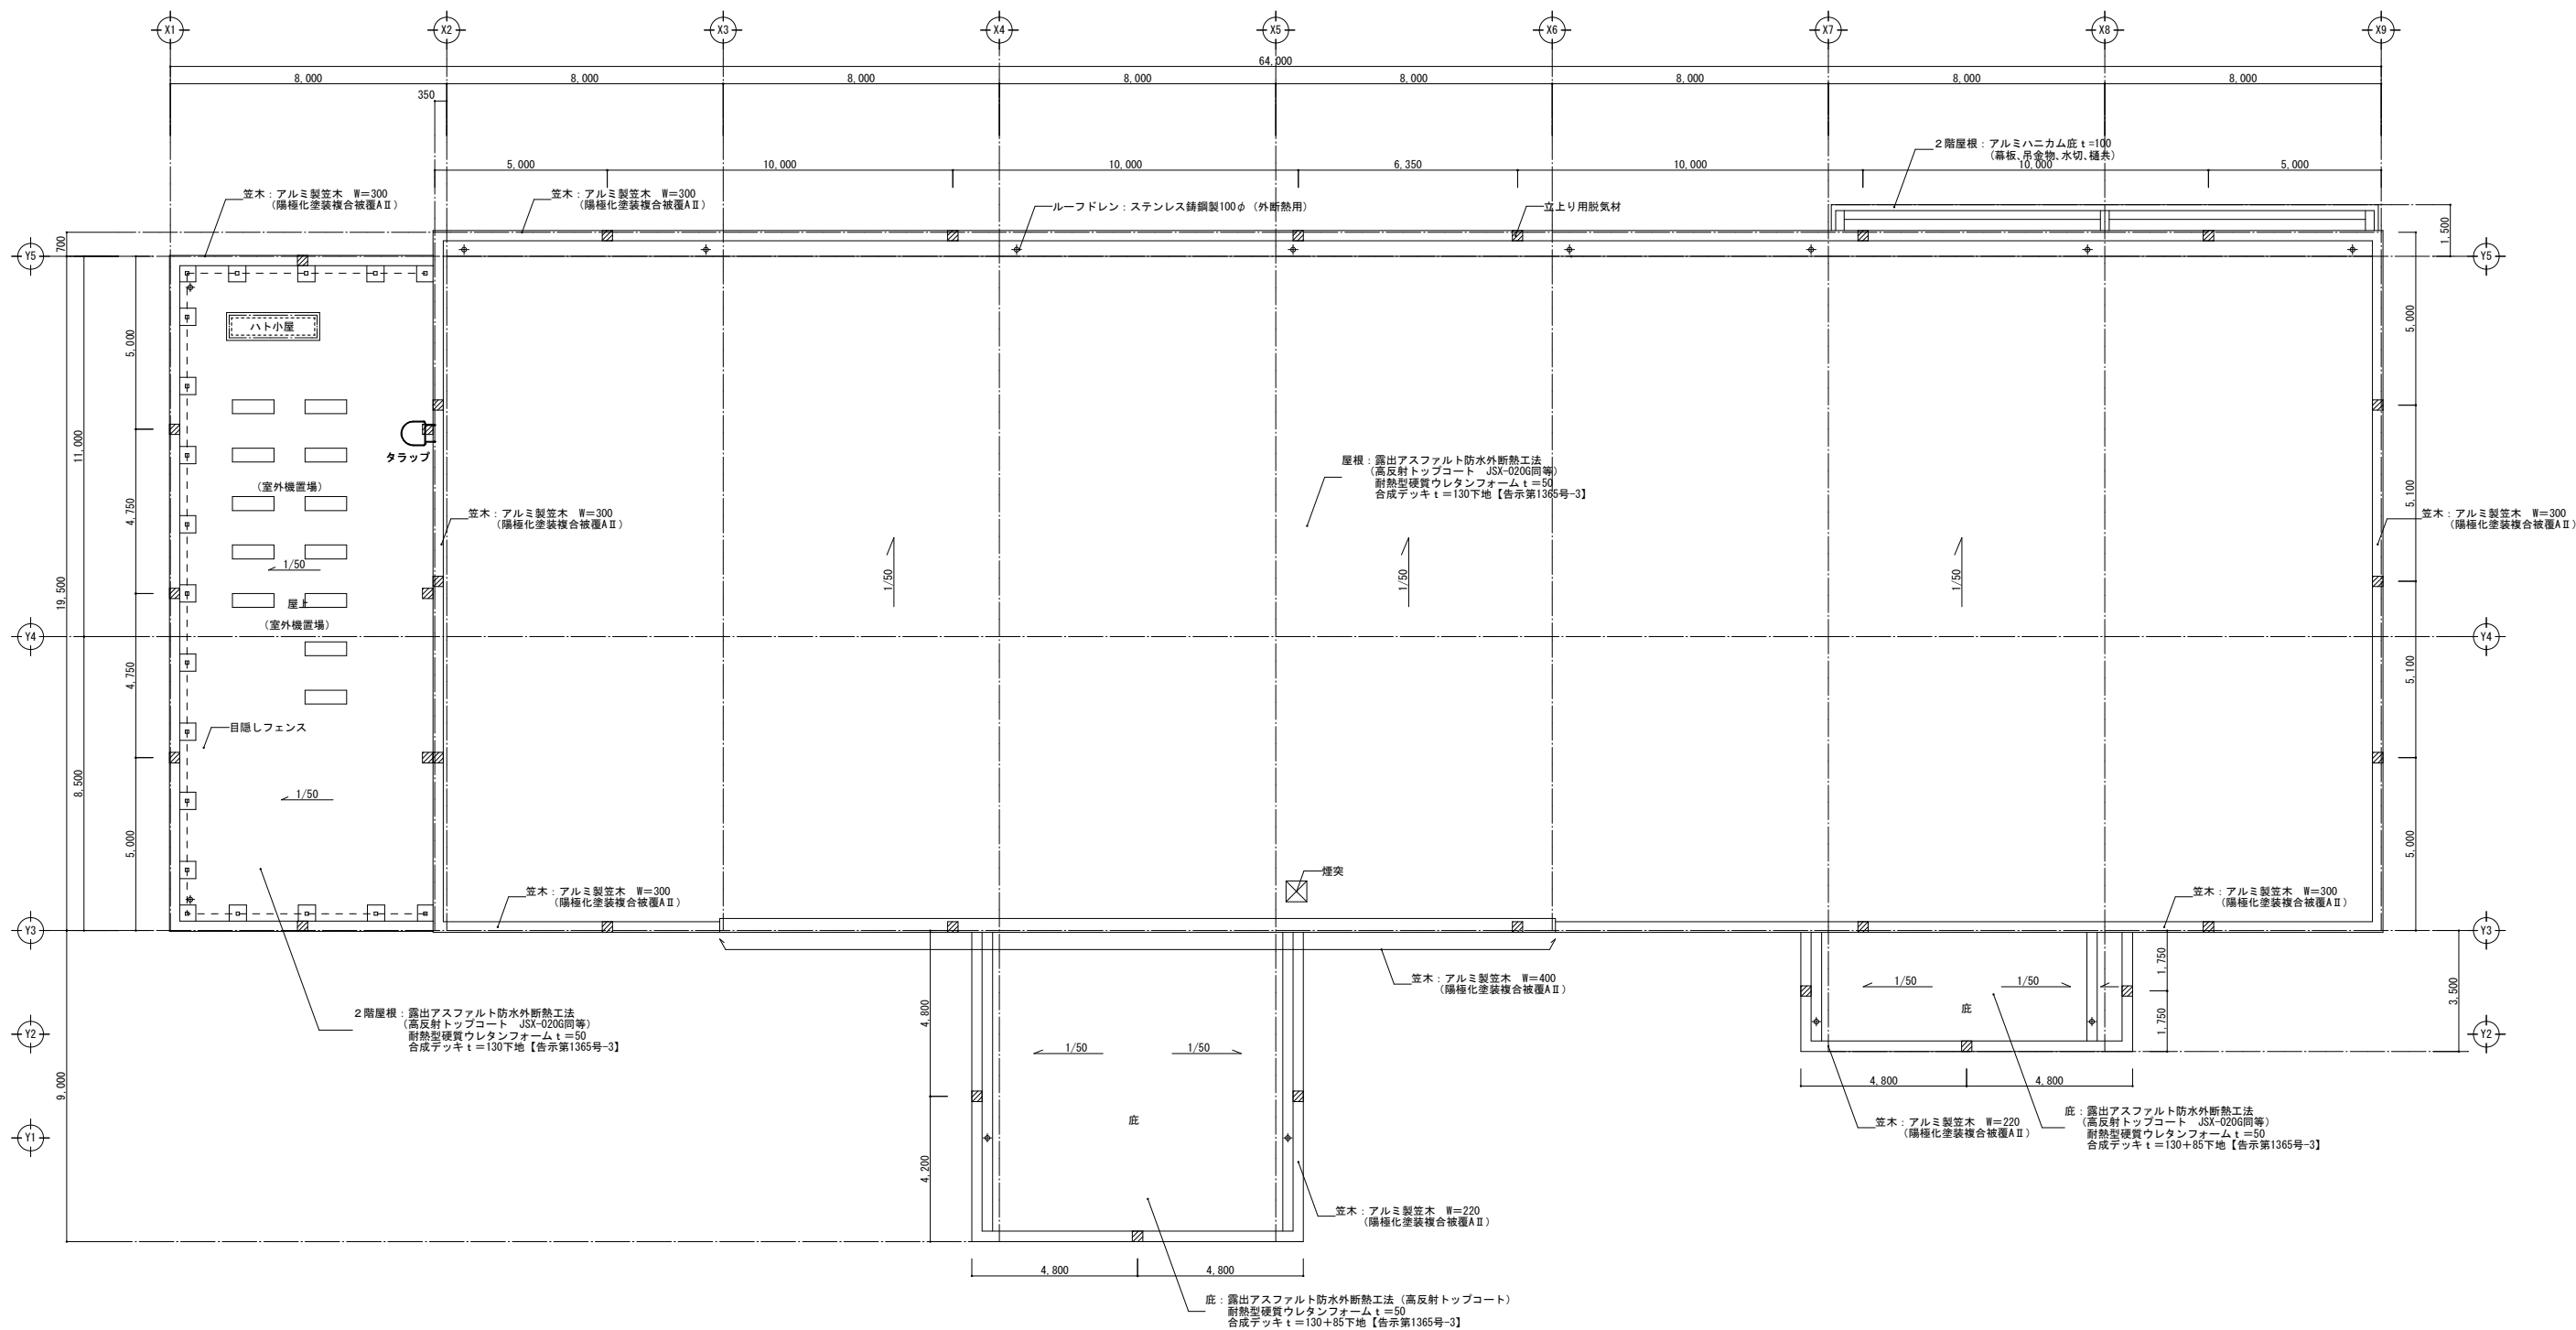 X1
X2
X3
X4
X5
X6
X7
X8
X9
64,000
8,000
8,000
8,000
8,000
8,000
8,000
8,000
8,000
350
5,000
10,000
10,000
6,350
10,000
10,000
5,000
2階屋根：アルミハニカム庇ｔ=100
（幕板、吊金物、水切、樋共）
笠木：アルミ製笠木　W＝300
（陽極化塗装複合被覆AⅡ）
笠木：アルミ製笠木　W＝300
（陽極化塗装複合被覆AⅡ）
ルーフドレン：ステンレス鋳鋼製100φ（外断熱用）
立上り用脱気材
700
1,500
Y5
Y5
ハト小屋
5,000
5,000
11,000
タラップ
屋根：露出アスファルト防水外断熱工法
（高反射トップコート　JSX-020G同等）
耐熱型硬質ウレタンフォームｔ＝50
合成デッキｔ＝130下地【告示第1365号-3】
（室外機置場）
4,750
5,100
笠木：アルミ製笠木　W＝300
（陽極化塗装複合被覆AⅡ）
笠木：アルミ製笠木　W＝300
（陽極化塗装複合被覆AⅡ）
1/50
1/50
1/50
1/50
19,500
屋上
（室外機置場）
Y4
Y4
4,750
5,100
目隠しフェンス
8,500
1/50
5,000
5,000
煙突
笠木：アルミ製笠木　W＝300
（陽極化塗装複合被覆AⅡ）
笠木：アルミ製笠木　W＝300
（陽極化塗装複合被覆AⅡ）
Y3
Y3
笠木：アルミ製笠木　W＝400
（陽極化塗装複合被覆AⅡ）
1/50
1/50
1,750
3,500
庇
2階屋根：露出アスファルト防水外断熱工法
（高反射トップコート　JSX-020G同等）
耐熱型硬質ウレタンフォームｔ＝50
合成デッキｔ＝130下地【告示第1365号-3】
4,800
1,750
Y2
Y2
1/50
1/50
9,000
4,800
4,800
庇
笠木：アルミ製笠木　W＝220
（陽極化塗装複合被覆AⅡ）
庇：露出アスファルト防水外断熱工法
（高反射トップコート　JSX-020G同等）
耐熱型硬質ウレタンフォームｔ＝50
合成デッキｔ＝130＋85下地【告示第1365号-3】
Y1
4,200
笠木：アルミ製笠木　W＝220
（陽極化塗装複合被覆AⅡ）
4,800
4,800
庇：露出アスファルト防水外断熱工法（高反射トップコート）
耐熱型硬質ウレタンフォームｔ＝50
合成デッキｔ＝130＋85下地【告示第1365号-3】